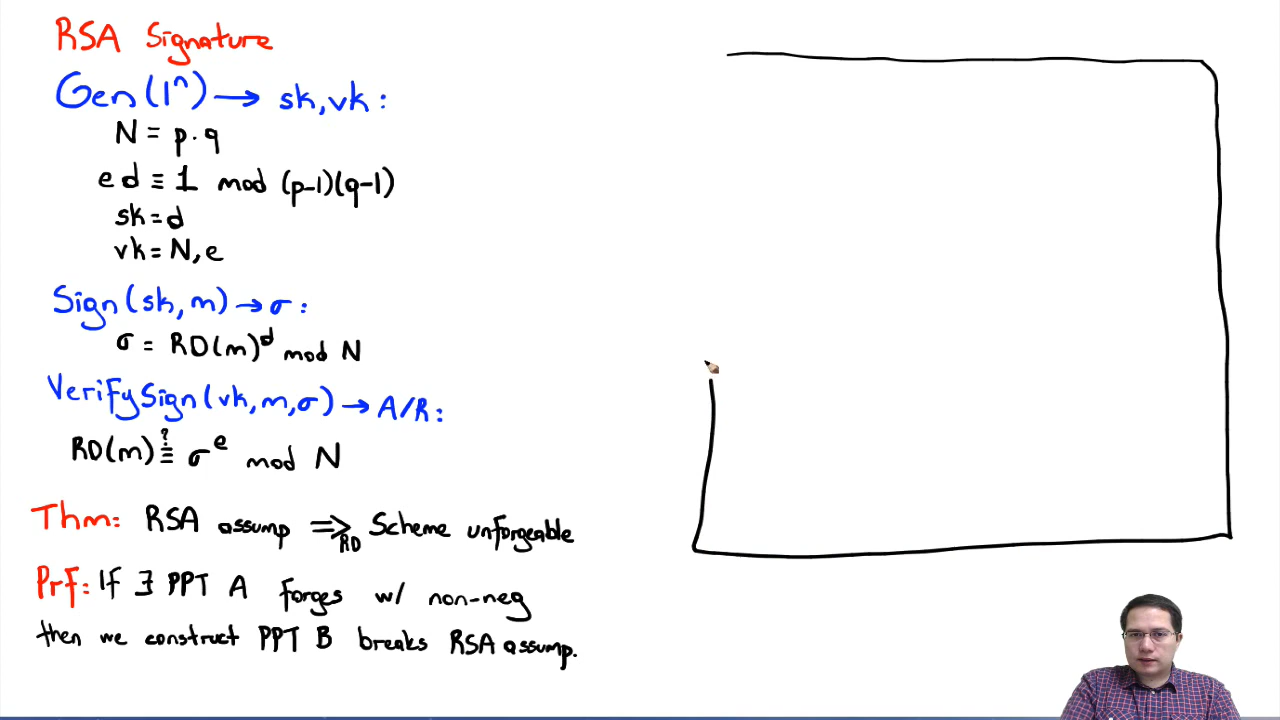 RSA Signature
Gen(1ⁿ) → sk, vk:
N = p·q
e d ≡ 1 mod (p-1)(q-1)
sk = d
vk = N, e
Sign(sk, m) → σ:
σ = RO(m)ᵈ mod N
VerifySign(vk, m, σ) → A/R:
RO(m) ≟ σᵉ mod N
Thm: RSA assump ⇒ RO Scheme unforgeable
Prf: If ∃ PPT A forges w/ non-neg
then we construct PPT B breaks RSA assump.